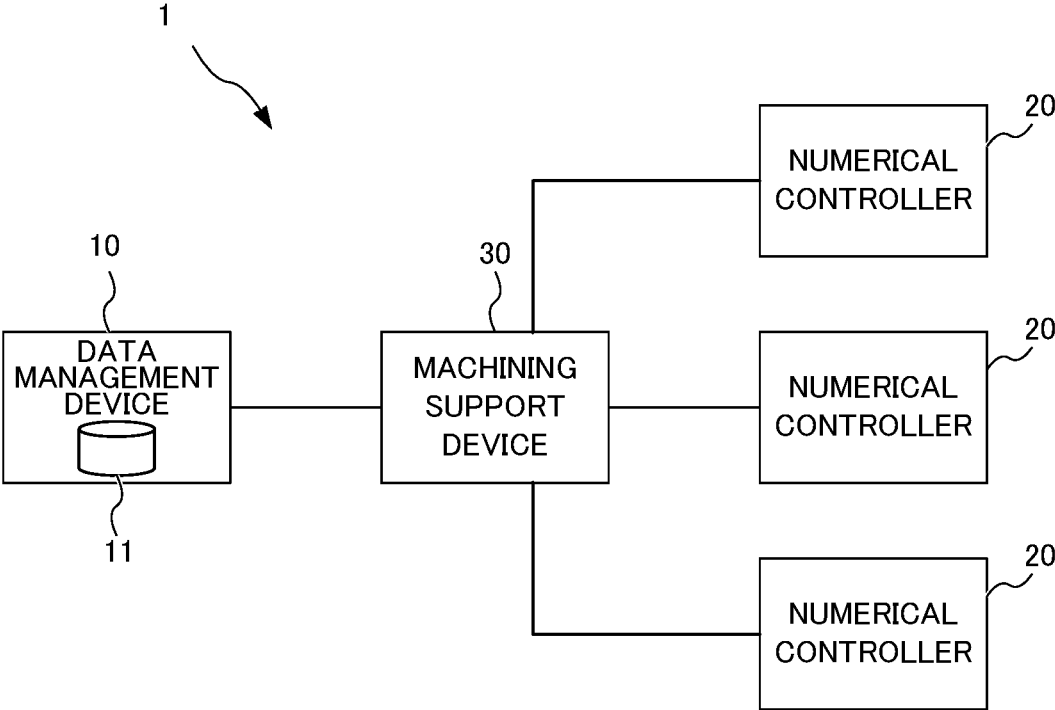 1
20
NUMERICAL
CONTROLLER
10
30
20
DATA
MANAGEMENT
DEVICE
MACHINING
SUPPORT
DEVICE
NUMERICAL
CONTROLLER
11
20
NUMERICAL
CONTROLLER